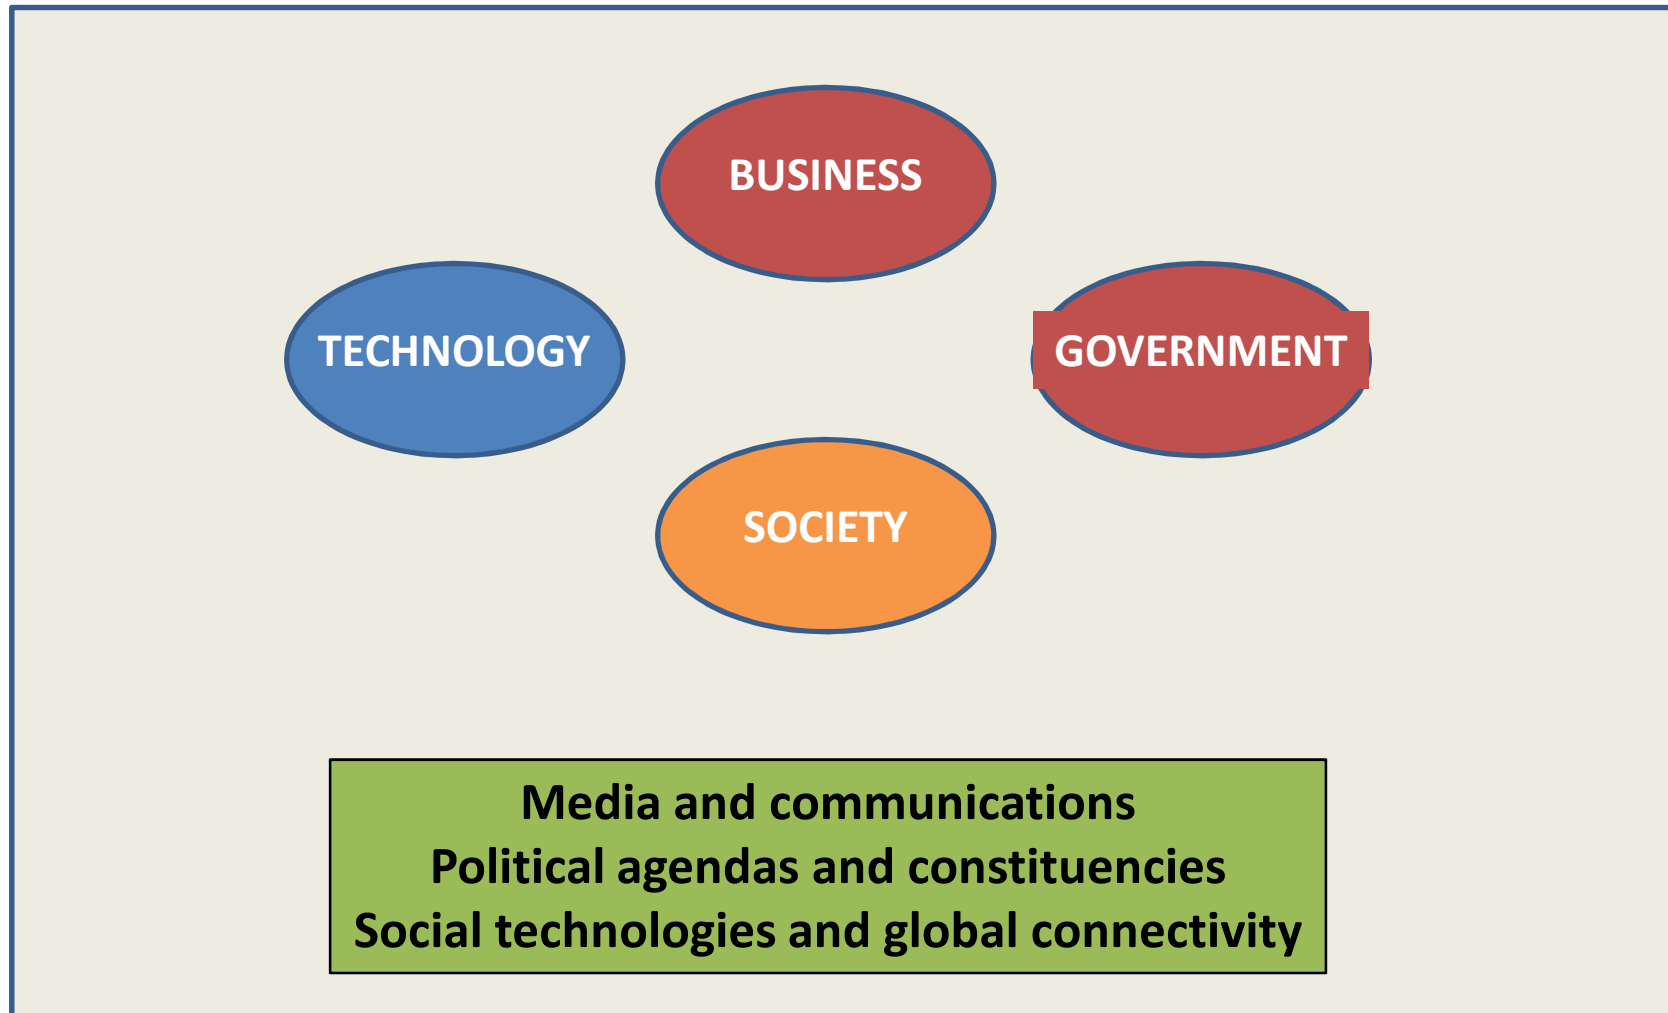 BUSINESS
TECHNOLOGY
GOVERNMENT
SOCIETY
Media and communications
Political agendas and constituencies
Social technologies and global connectivity